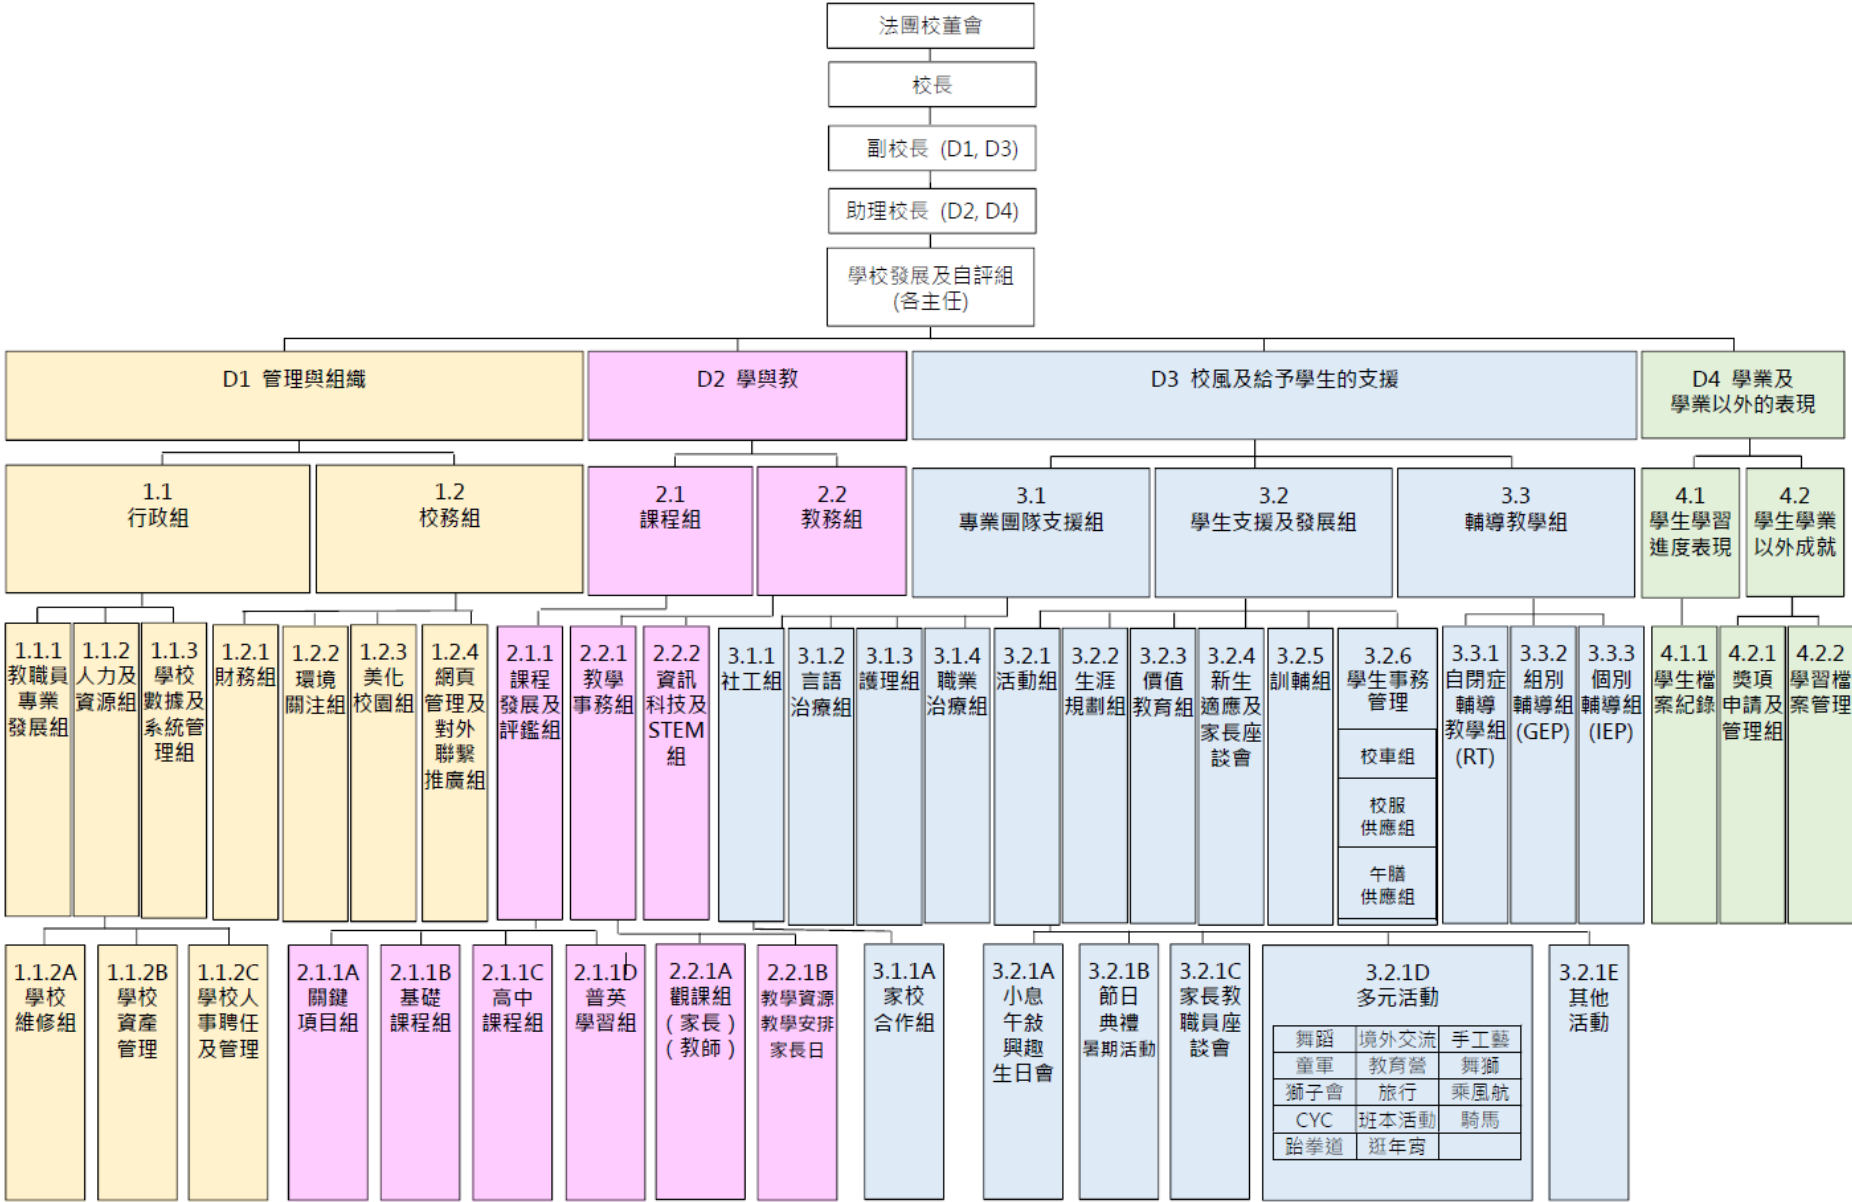 法團校董會
校長
副校長 (D1, D3)
助理校長 (D2, D4)
學校發展及自評組
(各主任)
D1 管理與組織
D2 學與教
D3 校風及給予學生的支援
D4 學業及
學業以外的表現
1.1
行政組
1.2
校務組
2.1
課程組
2.2
教務組
3.1
專業團隊支援組
3.2
學生支援及發展組
3.3
輔導教學組
4.1
學生學習
進度表現
4.2
學生學業
以外成就
1.1.1
教職員
專業
發展組
1.1.2
人力及
資源組
1.1.3
學校
數據及
系統管
理組
1.2.1
財務組
1.2.2
環境
關注組
1.2.3
美化
校園組
1.2.4
網頁
管理及
對外
聯繫
推廣組
2.1.1
課程
發展及
評鑑組
2.2.1
教學
事務組
2.2.2
資訊
科技及
STEM
組
3.1.1
社工組
3.1.2
言語
治療組
3.1.3
護理組
3.1.4
職業
治療組
3.2.1
活動組
3.2.2
生涯
規劃組
3.2.3
價值
教育組
3.2.4
新生
適應及
家長座
談會
3.2.5
訓輔組
3.2.6
學生事務
管理
校車組
校服
供應組
午膳
供應組
3.3.1
自閉症
輔導
教學組
(RT)
3.3.2
組別
輔導組
(GEP)
3.3.3
個別
輔導組
(IEP)
4.1.1
學生檔
案紀錄
4.2.1
獎項
申請及
管理組
4.2.2
學習檔
案管理
1.1.2A
學校
維修組
1.1.2B
學校
資產
管理
1.1.2C
學校人
事聘任
及管理
2.1.1A
關鍵
項目組
2.1.1B
基礎
課程組
2.1.1C
高中
課程組
2.1.1D
普英
學習組
2.2.1A
觀課組
(家長)
(教師)
2.2.1B
教學資源
教學安排
家長日
3.1.1A
家校
合作組
3.2.1A
小息
午敍
興趣
生日會
3.2.1B
節日
典禮
暑期活動
3.2.1C
家長教
職員座
談會
3.2.1D
多元活動
舞蹈 境外交流 手工藝
童軍 教育營 舞獅
獅子會 旅行 乘風航
CYC 班本活動 騎馬
跆拳道 逛年宵
3.2.1E
其他
活動